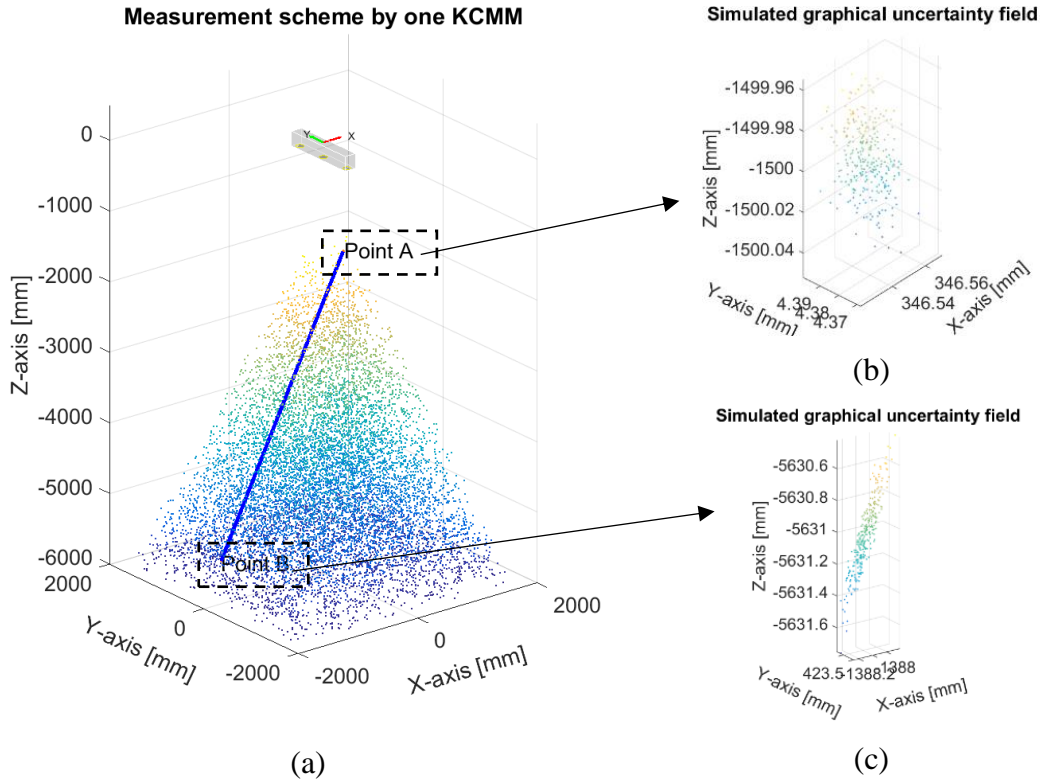 Measurement scheme by one KCMM
0
-1000
-2000
-3000
-4000
-5000
-6000
Z-axis [mm]
2000
0
-2000
Y-axis [mm]
-2000
0
2000
X-axis [mm]
Y
X
Point A
Point B
(a)
Simulated graphical uncertainty field
-1499.96
-1499.98
-1500
-1500.02
-1500.04
Z-axis [mm]
4.39
4.38
4.37
Y-axis [mm]
346.54
346.56
X-axis [mm]
(b)
Simulated graphical uncertainty field
-5630.6
-5630.8
-5631
-5631.2
-5631.4
-5631.6
Z-axis [mm]
423.5
-1388.2
1388
Y-axis [mm]
X-axis [mm]
(c)